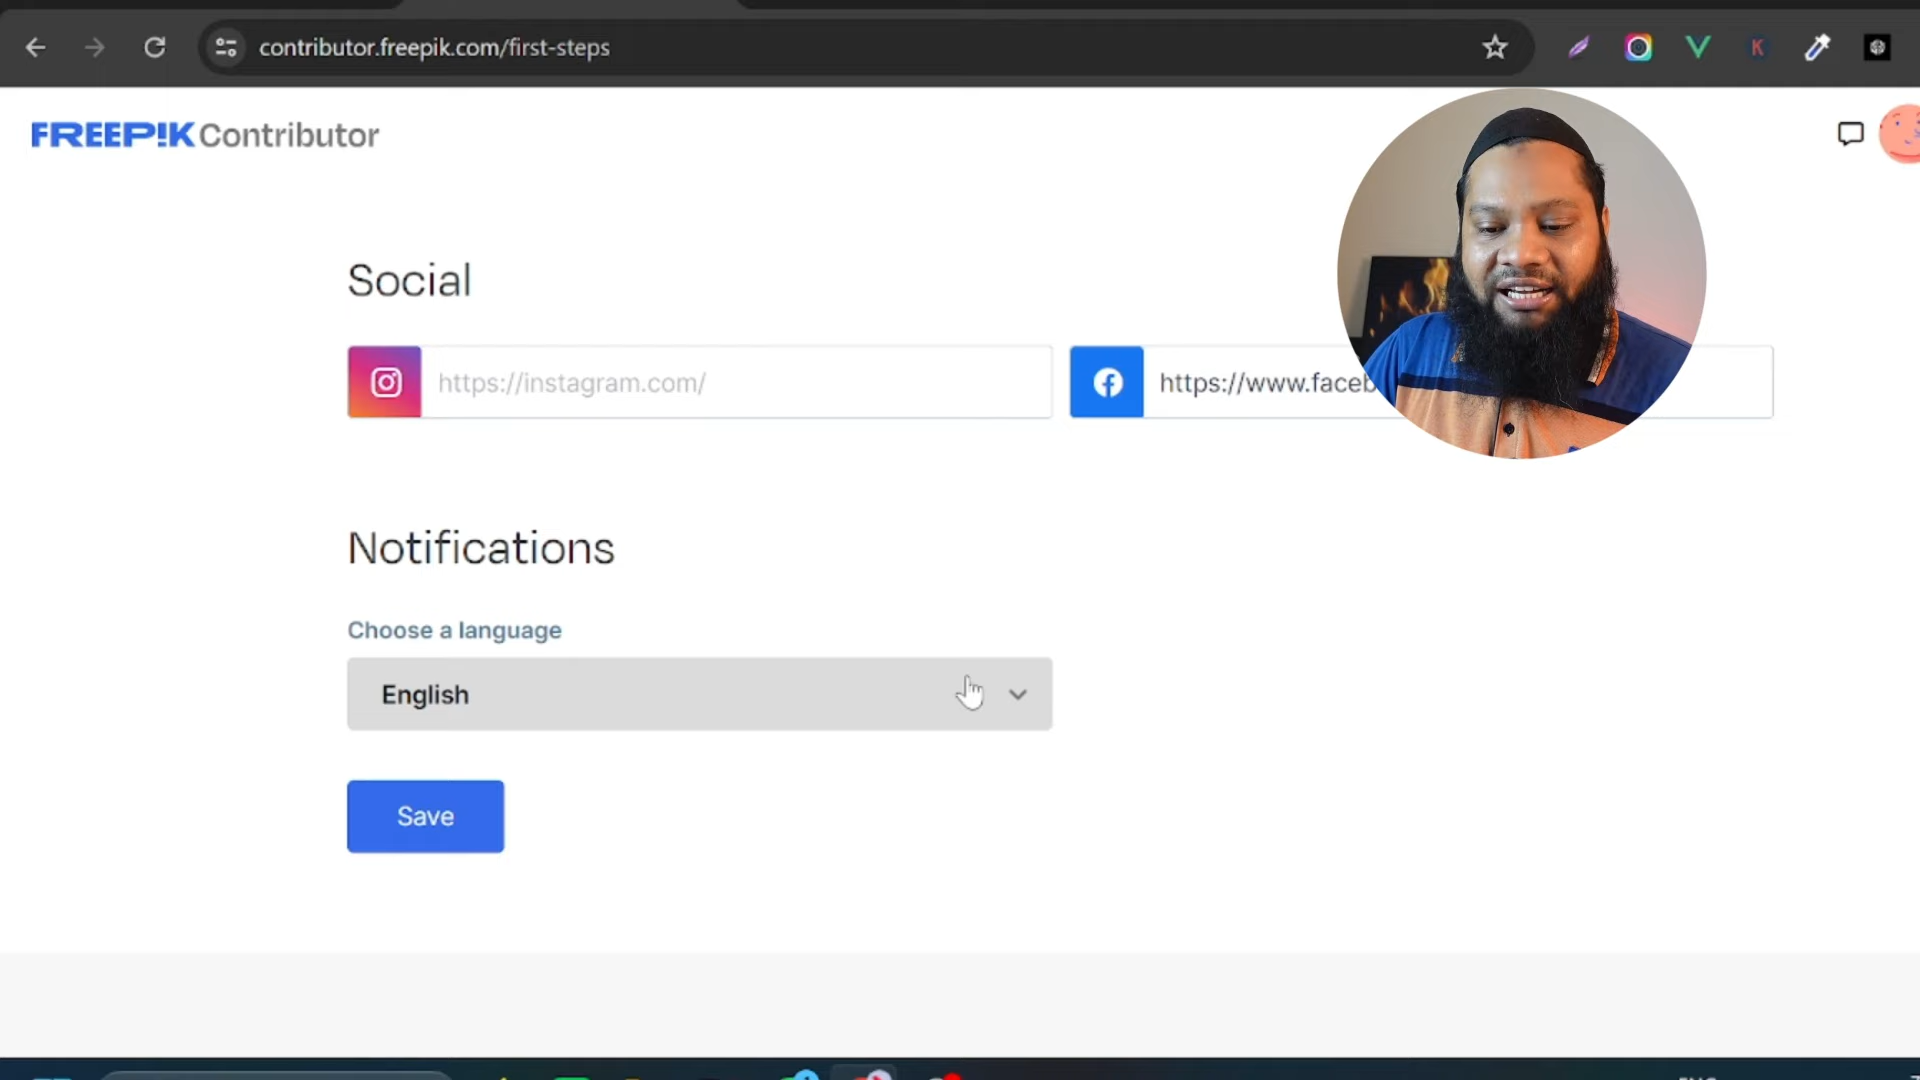 contributor.freepik.com/first-steps
FREEP!K Contributor
Social
https://instagram.com/
https://www.faceb
Notifications
Choose a language
English
Save